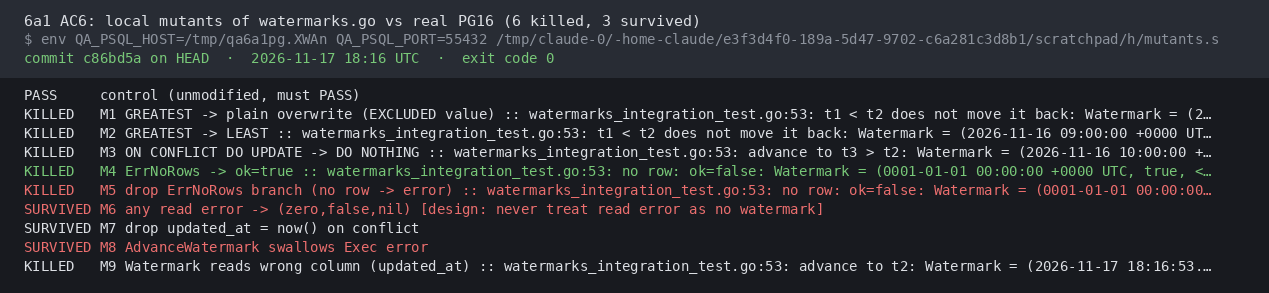 6a1 AC6: local mutants of watermarks.go vs real PG16 (6 killed, 3 survived)
$ env QA_PSQL_HOST=/tmp/qa6a1pg.XWAn QA_PSQL_PORT=55432 /tmp/claude-0/-home-claude/e3f3d4f0-189a-5d47-9702-c6a281c3d8b1/scratchpad/h/mutants.s
commit c86bd5a on HEAD · 2026-11-17 18:16 UTC · exit code 0
PASS control (unmodified, must PASS)
KILLED M1 GREATEST -> plain overwrite (EXCLUDED value) :: watermarks_integration_test.go:53: t1 < t2 does not move it back: Watermark = (2…
KILLED M2 GREATEST -> LEAST :: watermarks_integration_test.go:53: t1 < t2 does not move it back: Watermark = (2026-11-16 09:00:00 +0000 UT…
KILLED M3 ON CONFLICT DO UPDATE -> DO NOTHING :: watermarks_integration_test.go:53: advance to t3 > t2: Watermark = (2026-11-16 10:00:00 +…
KILLED M4 ErrNoRows -> ok=true :: watermarks_integration_test.go:53: no row: ok=false: Watermark = (0001-01-01 00:00:00 +0000 UTC, true, <…
KILLED M5 drop ErrNoRows branch (no row -> error) :: watermarks_integration_test.go:53: no row: ok=false: Watermark = (0001-01-01 00:00:00…
SURVIVED M6 any read error -> (zero,false,nil) [design: never treat read error as no watermark]
SURVIVED M7 drop updated_at = now() on conflict
SURVIVED M8 AdvanceWatermark swallows Exec error
KILLED M9 Watermark reads wrong column (updated_at) :: watermarks_integration_test.go:53: advance to t2: Watermark = (2026-11-17 18:16:53.…